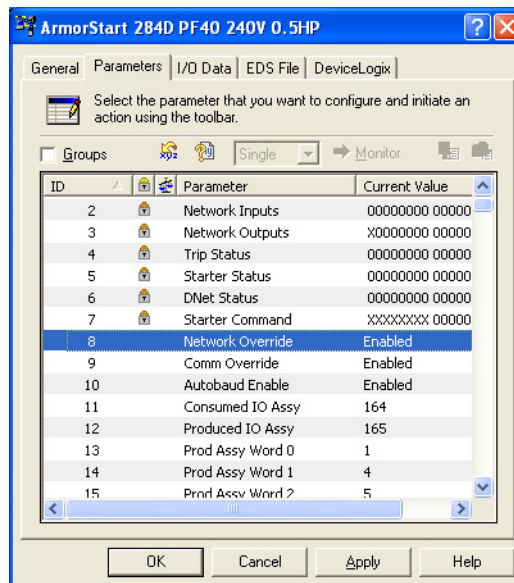 ArmorStart 284D PF40 240V 0.5HP
General Parameters I/O Data EDS File DeviceLogix
Select the parameter that you want to configure and initiate an
action using the toolbar.
Groups Single Monitor
ID Parameter Current Value
2 Network Inputs 00000000 00000
3 Network Outputs X0000000 00000
4 Trip Status 00000000 00000
5 Starter Status 00000000 00000
6 DNet Status 00000000 00000
7 Starter Command XXXXXXXX 00000
8 Network Override Enabled
9 Comm Override Enabled
10 Autobaud Enable Enabled
11 Consumed IO Assy 164
12 Produced IO Assy 165
13 Prod Assy Word 0 1
14 Prod Assy Word 1 4
15 Prod Assy Word 2 5
OK Cancel Apply Help